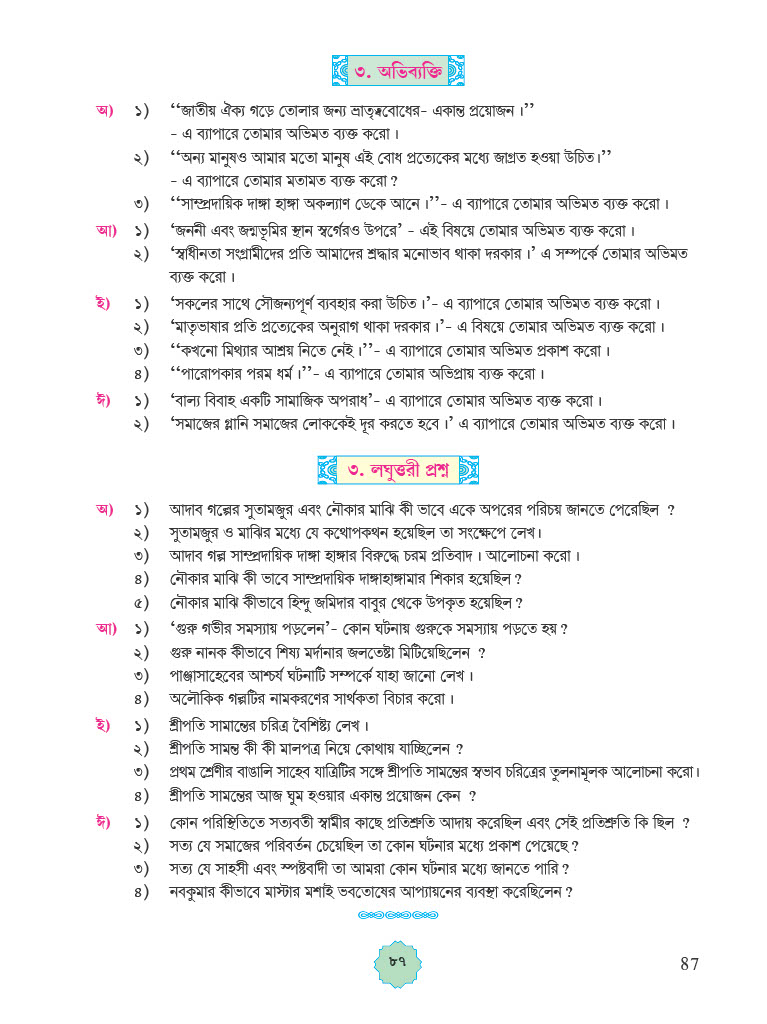 ৩. অভিব্যক্তি
অ) ১) “জাতীয় ঐক্য গড়ে তোলার জন্য ভ্রাতৃত্ববোধের- একান্ত প্রয়োজন।”
- এ ব্যাপারে তোমার অভিমত ব্যক্ত করো।
২) “অন্য মানুষও আমার মতো মানুষ এই বোধ প্রত্যেকের মধ্যে জাগ্রত হওয়া উচিত।”
- এ ব্যাপারে তোমার মতামত ব্যক্ত করো?
৩) “সাম্প্রদায়িক দাঙ্গা হাঙ্গা অকল্যাণ ডেকে আনে।”- এ ব্যাপারে তোমার অভিমত ব্যক্ত করো।
আ) ১) ‘জননী এবং জন্মভূমির স্থান স্বর্গেরও উপরে’ - এই বিষয়ে তোমার অভিমত ব্যক্ত করো।
২) ‘স্বাধীনতা সংগ্রামীদের প্রতি আমাদের শ্রদ্ধার মনোভাব থাকা দরকার।’ এ সম্পর্কে তোমার অভিমত
ব্যক্ত করো।
ই) ১) ‘সকলের সাথে সৌজন্যপূর্ণ ব্যবহার করা উচিত।’- এ ব্যাপারে তোমার অভিমত ব্যক্ত করো।
২) ‘মাতৃভাষার প্রতি প্রত্যেকের অনুরাগ থাকা দরকার।’- এ বিষয়ে তোমার অভিমত ব্যক্ত করো।
৩) “কখনো মিথ্যার আশ্রয় নিতে নেই।”- এ ব্যাপারে তোমার অভিমত প্রকাশ করো।
৪) “পারোপকার পরম ধর্ম।”- এ ব্যাপারে তোমার অভিপ্রায় ব্যক্ত করো।
ঈ) ১) ‘বাল্য বিবাহ একটি সামাজিক অপরাধ’- এ ব্যাপারে তোমার অভিমত ব্যক্ত করো।
২) ‘সমাজের গ্লানি সমাজের লোককেই দূর করতে হবে।’ এ ব্যাপারে তোমার অভিমত ব্যক্ত করো।
৩. লঘুত্তরী প্রশ্ন
অ) ১) আদাব গল্পের সুতামজুর এবং নৌকার মাঝি কী ভাবে একে অপরের পরিচয় জানতে পেরেছিল ?
২) সুতামজুর ও মাঝির মধ্যে যে কথোপকথন হয়েছিল তা সংক্ষেপে লেখ।
৩) আদাব গল্প সাম্প্রদায়িক দাঙ্গা হাঙ্গার বিরুদ্ধে চরম প্রতিবাদ। আলোচনা করো।
৪) নৌকার মাঝি কী ভাবে সাম্প্রদায়িক দাঙ্গাহাঙ্গামার শিকার হয়েছিল?
৫) নৌকার মাঝি কীভাবে হিন্দু জমিদার বাবুর থেকে উপকৃত হয়েছিল?
আ) ১) ‘গুরু গভীর সমস্যায় পড়লেন’- কোন ঘটনায় গুরুকে সমস্যায় পড়তে হয়?
২) গুরু নানক কীভাবে শিষ্য মর্দানার জলতেষ্টা মিটিয়েছিলেন ?
৩) পাঞ্জাসাহেবের আশ্চর্য ঘটনাটি সম্পর্কে যাহা জানো লেখ।
৪) অলৌকিক গল্পটির নামকরণের সার্থকতা বিচার করো।
ই) ১) শ্রীপতি সামান্তের চরিত্র বৈশিষ্ট্য লেখ।
২) শ্রীপতি সামন্ত কী কী মালপত্র নিয়ে কোথায় যাচ্ছিলেন ?
৩) প্রথম শ্রেণীর বাঙালি সাহেব যাত্রিটির সঙ্গে শ্রীপতি সামন্তের স্বভাব চরিত্রের তুলনামূলক আলোচনা করো।
৪) শ্রীপতি সামন্তের আজ ঘুম হওয়ার একান্ত প্রয়োজন কেন ?
ঈ) ১) কোন পরিস্থিতিতে সত্যবতী স্বামীর কাছে প্রতিশ্রুতি আদায় করেছিল এবং সেই প্রতিশ্রুতি কি ছিল ?
২) সত্য যে সমাজের পরিবর্তন চেয়েছিল তা কোন ঘটনার মধ্যে প্রকাশ পেয়েছে?
৩) সত্য যে সাহসী এবং স্পষ্টবাদী তা আমরা কোন ঘটনার মধ্যে জানতে পারি?
৪) নবকুমার কীভাবে মাস্টার মশাই ভবতোষের আপ্যায়নের ব্যবস্থা করেছিলেন?
৮৭
87